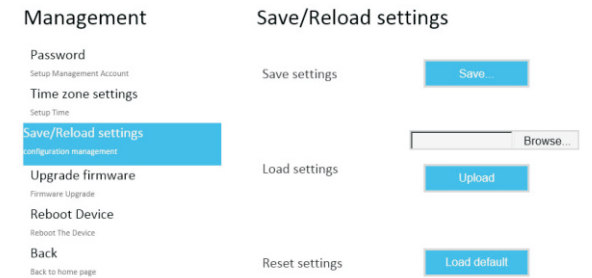 Management
Password
Setup Management Account
Time zone settings
Setup Time
Save/Reload settings
configuration management
Upgrade firmware
Firmware Upgrade
Reboot Device
Reboot The Device
Back
Back to home page
Save/Reload settings
Save settings
Save...
Browse...
Load settings
Upload
Reset settings
Load default